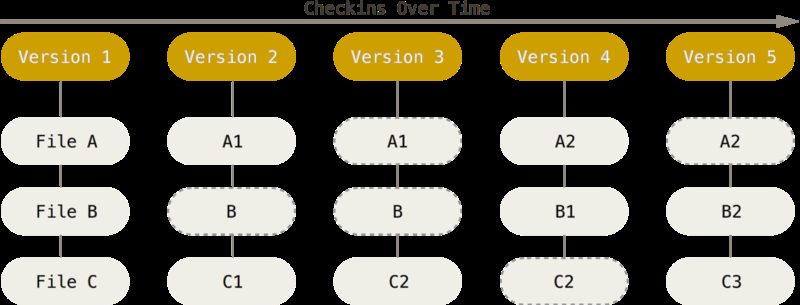 Checkins Over Time
Version 1 Version 2 Version 3 Version 4 Version 5
File A A1 A1 A2 A2
File B B B B1 B2
File C C1 C2 C2 C3